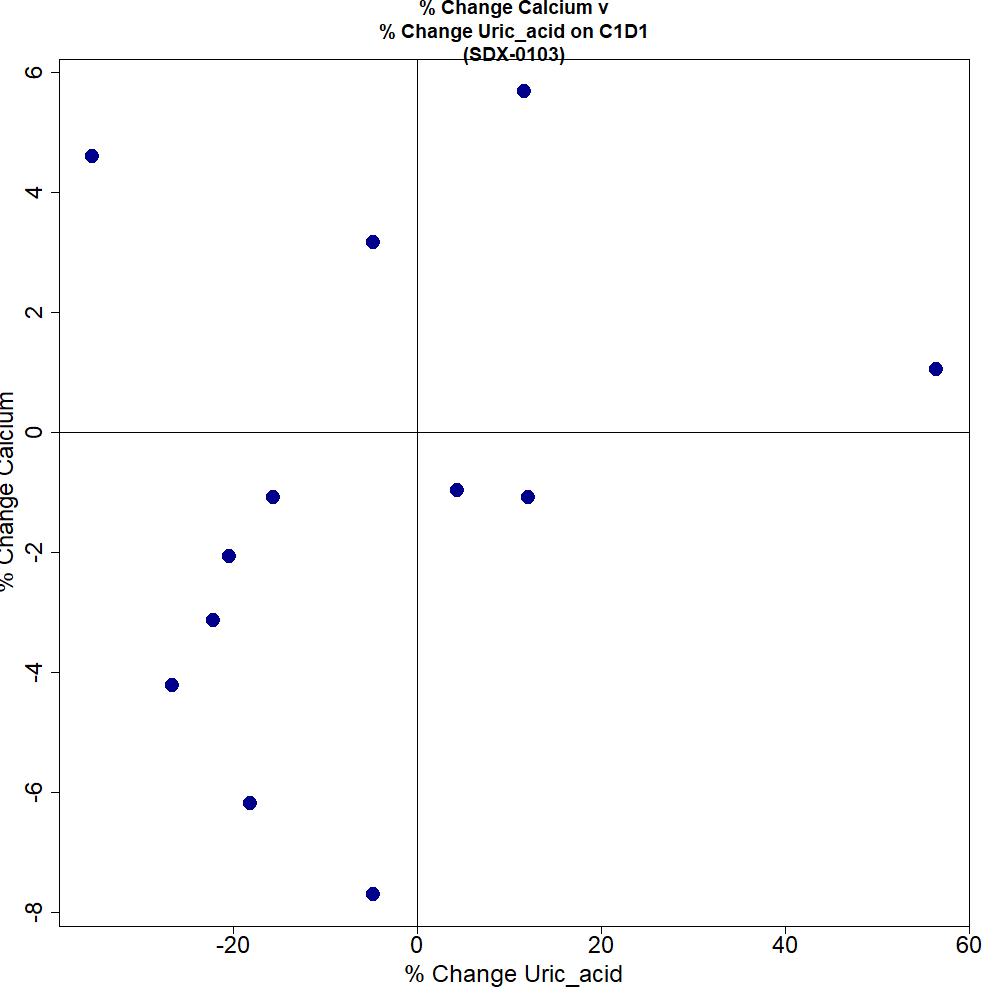 % Change Calcium v
% Change Uric_acid on C1D1
(SDX-0103)
6
4
2
0
-2
-4
-6
-8
% Change Calcium
-20
0
20
40
60
% Change Uric_acid